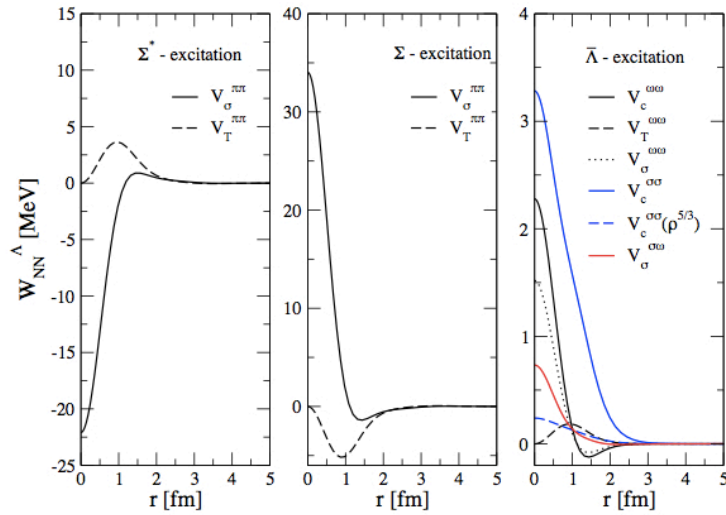 W_NN^Λ [MeV]
15
10
5
0
-5
-10
-15
-20
-25
0 1 2 3 4 5
r [fm]
Σ* - excitation
V_σ^ππ
V_T^ππ
40
30
20
10
0
0 1 2 3 4 5
r [fm]
Σ - excitation
V_σ^ππ
V_T^ππ
4
3
2
1
0
0 1 2 3 4 5
r [fm]
Λ̄ - excitation
V_c^ωω
V_T^ωω
V_σ^ωω
V_c^σσ
V_c^σσ(ρ^5/3)
V_σ^σω